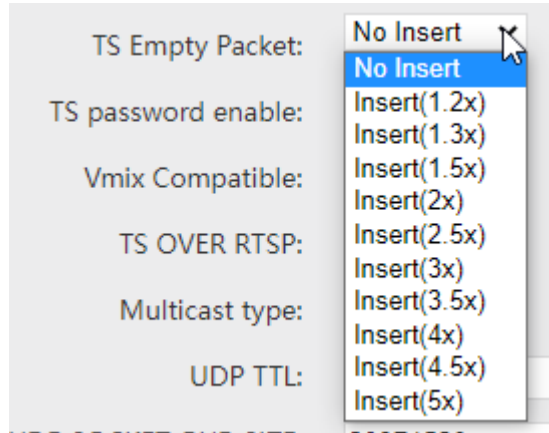 TS Empty Packet: No Insert
No Insert
TS password enable: Insert(1.2x)
Insert(1.3x)
Vmix Compatible: Insert(1.5x)
Insert(2x)
TS OVER RTSP: Insert(2.5x)
Insert(3x)
Multicast type: Insert(3.5x)
Insert(4x)
UDP TTL: Insert(4.5x)
Insert(5x)